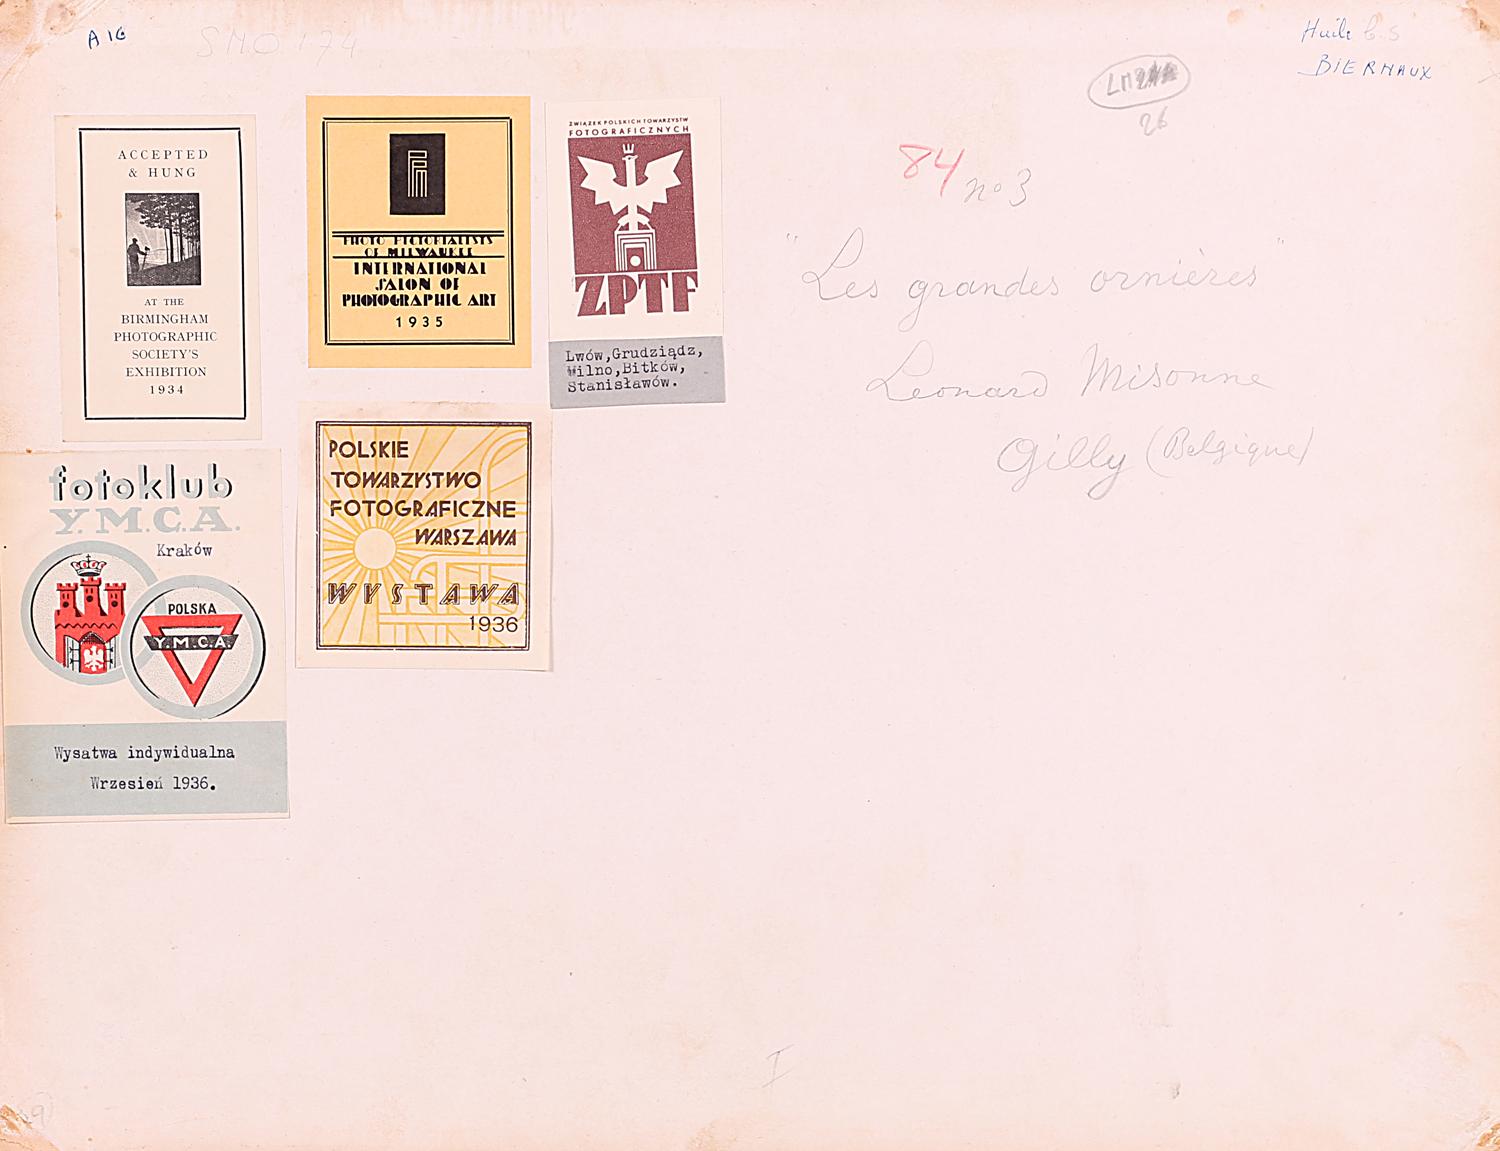 A 16
SMO 174
Huile C.S
BIERNAUX
26
84 n° 3
"Les grandes ornières"
Leonard Misonne
Gilly (Belgique)
ACCEPTED
& HUNG
AT THE
BIRMINGHAM
PHOTOGRAPHIC
SOCIETY'S
EXHIBITION
1934
PHOTO PICTORIALISTS
OF MILWAUKEE
INTERNATIONAL
SALON OF
PHOTOGRAPHIC ART
1935
ZWIĄZEK POLSKICH TOWARZYSTW
FOTOGRAFICZNYCH
ZPTF
Lwów,Grudziądz,
Wilno,Bitków,
Stanisławów.
fotoklub
Y.M.C.A.
Kraków
POLSKA
Y.M.C.A.
Wysatwa indywidualna
Wrzesień 1936.
POLSKIE
TOWARZYSTWO
FOTOGRAFICZNE
WARSZAWA
WYSTAWA
1936
I